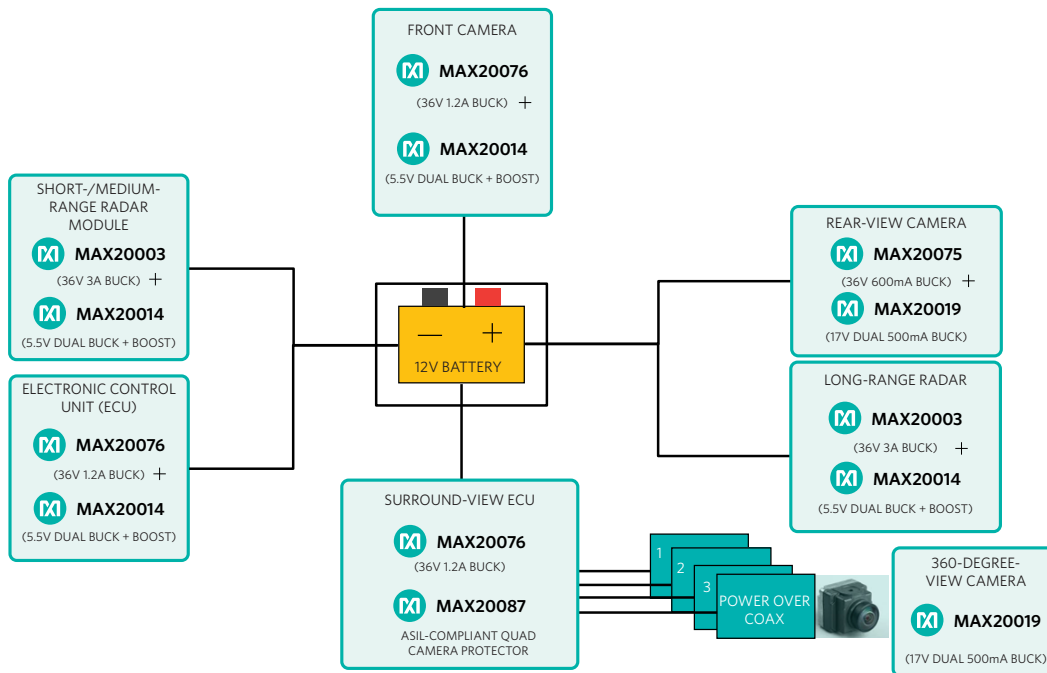 FRONT CAMERA
MAX20076
(36V 1.2A BUCK) +
MAX20014
(5.5V DUAL BUCK + BOOST)
SHORT-/MEDIUM-
RANGE RADAR
MODULE
MAX20003
(36V 3A BUCK) +
MAX20014
(5.5V DUAL BUCK + BOOST)
ELECTRONIC CONTROL
UNIT (ECU)
MAX20076
(36V 1.2A BUCK) +
MAX20014
(5.5V DUAL BUCK + BOOST)
— +
12V BATTERY
REAR-VIEW CAMERA
MAX20075
(36V 600mA BUCK) +
MAX20019
(17V DUAL 500mA BUCK)
LONG-RANGE RADAR
MAX20003
(36V 3A BUCK) +
MAX20014
(5.5V DUAL BUCK + BOOST)
SURROUND-VIEW ECU
MAX20076
(36V 1.2A BUCK)
MAX20087
ASIL-COMPLIANT QUAD
CAMERA PROTECTOR
1
2
3
POWER OVER
COAX
360-DEGREE-
VIEW CAMERA
MAX20019
(17V DUAL 500mA BUCK)